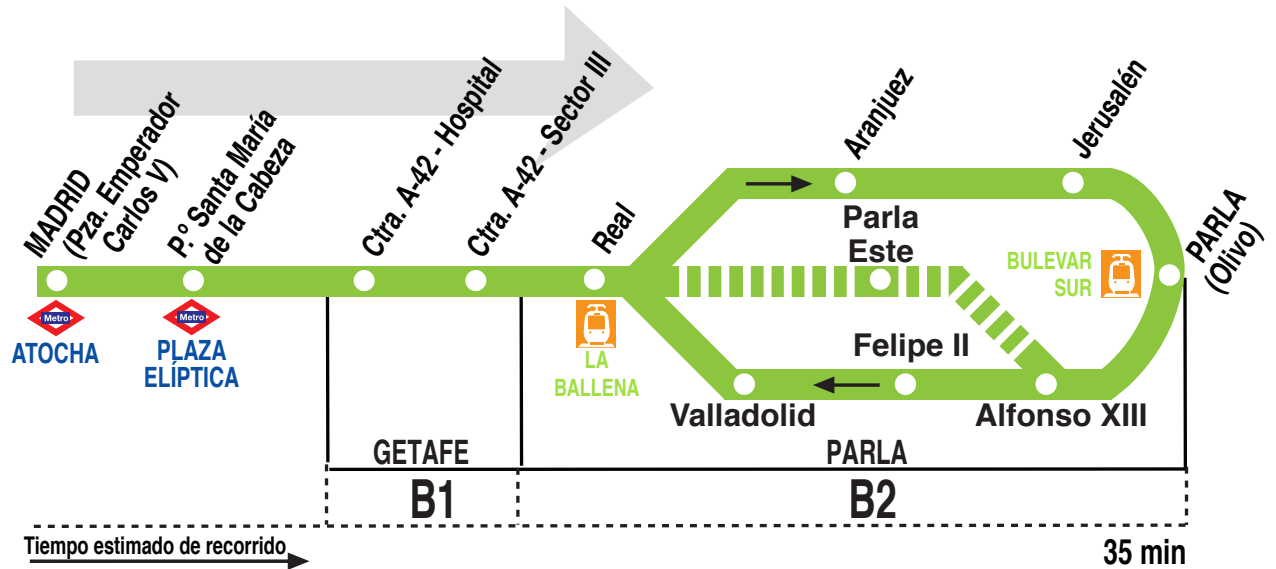 MADRID
(Pza. Emperador
Carlos V)
P.º Santa María
de la Cabeza
Ctra. A-42 - Hospital
Ctra. A-42 - Sector III
Real
Aranjuez
Jerusalén
PARLA
(Olivo)
Parla
Este
BULEVAR
SUR
Metro
ATOCHA
Metro
PLAZA
ELÍPTICA
LA
BALLENA
Felipe II
Valladolid
Alfonso XIII
GETAFE
PARLA
B1
B2
Tiempo estimado de recorrido
35 min